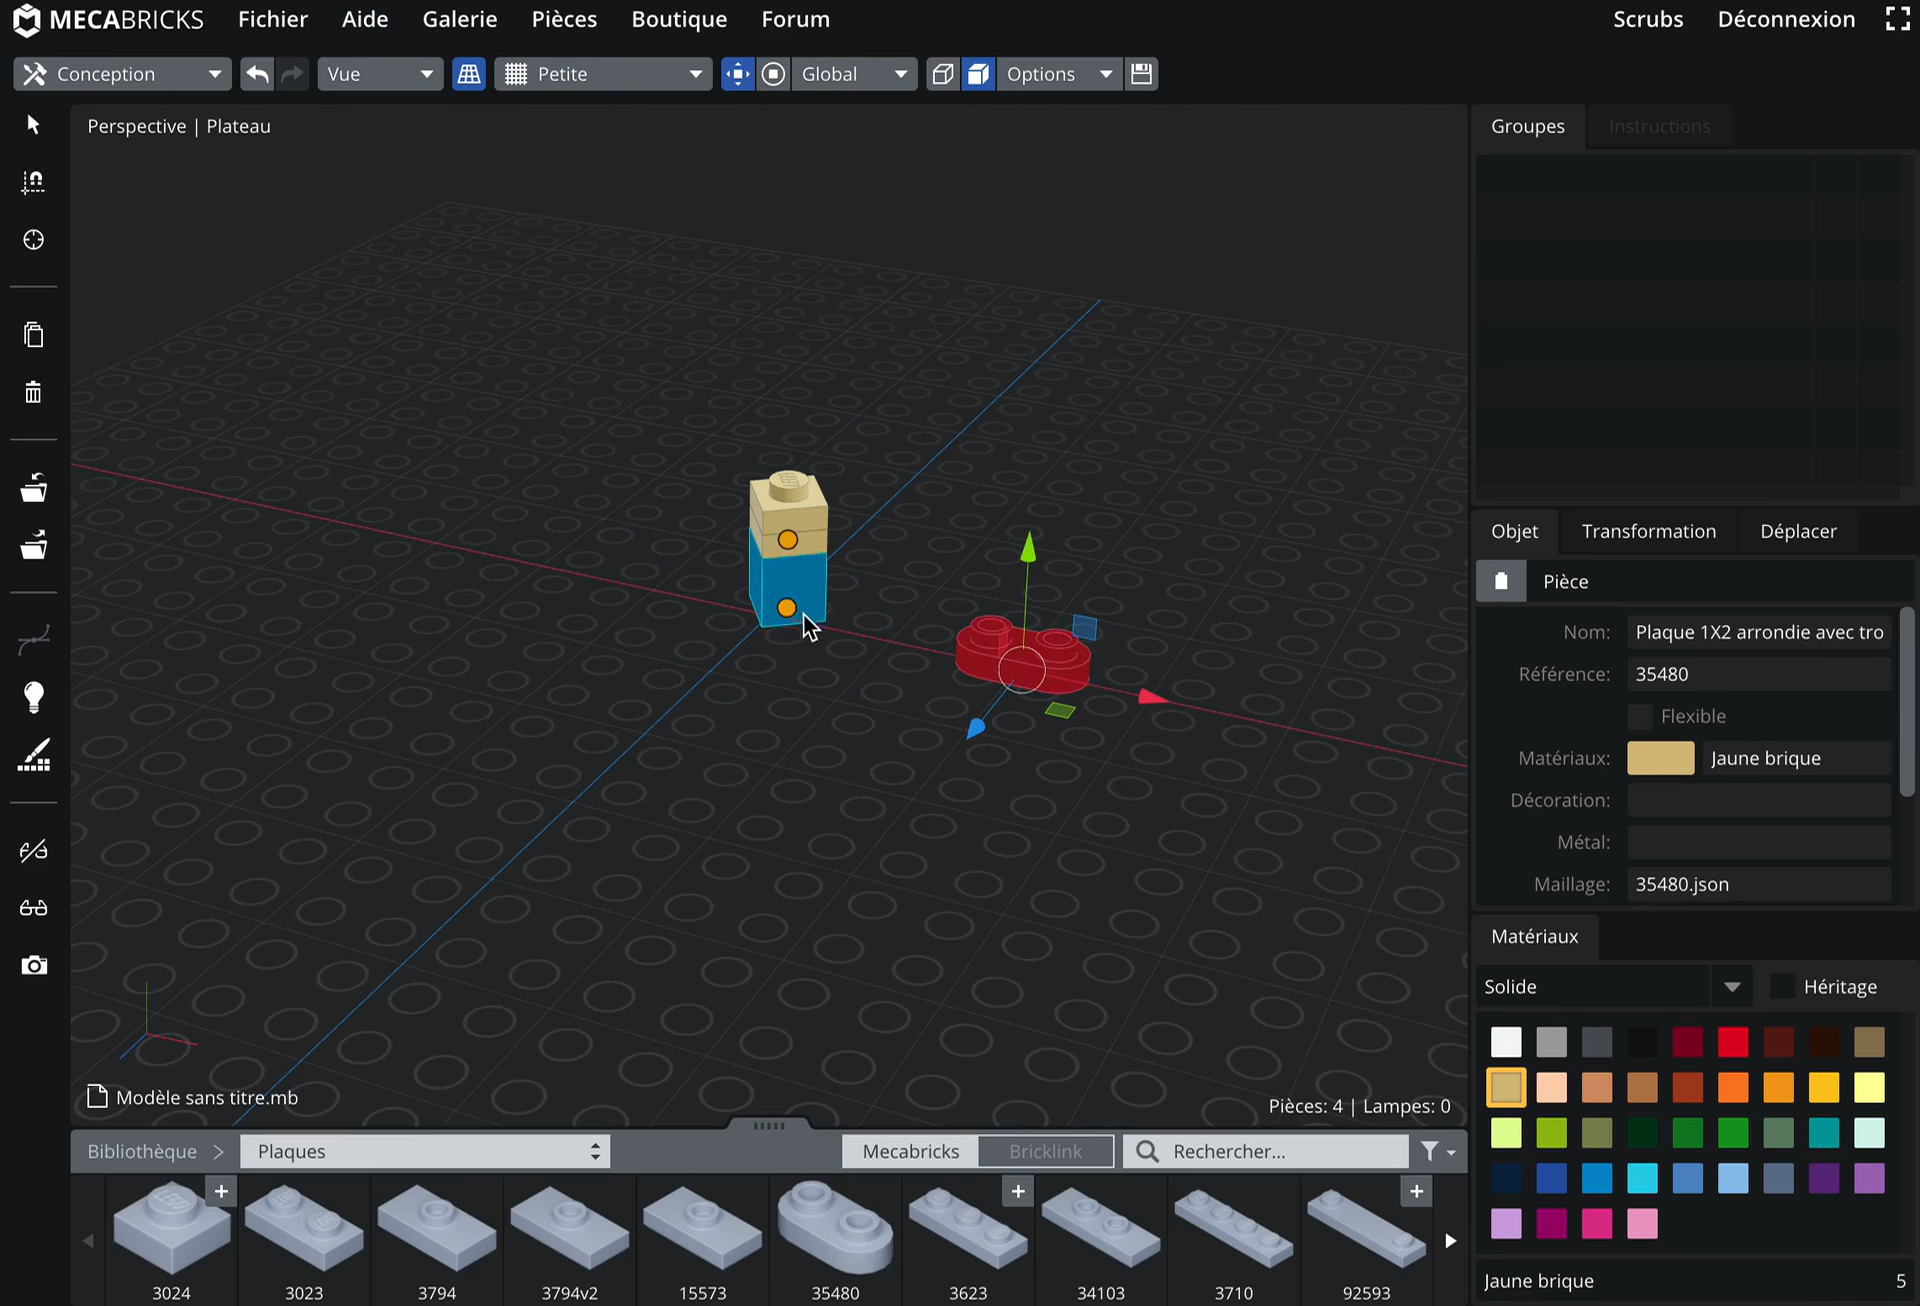 MECABRICKS Fichier Aide Galerie Pièces Boutique Forum Scrubs Déconnexion
Conception Vue Petite Global Options
Perspective | Plateau
Groupes Instructions
Objet Transformation Déplacer
Pièce
Nom: Plaque 1X2 arrondie avec tro
Référence: 35480
Flexible
Matériaux: Jaune brique
Décoration:
Métal:
Maillage: 35480.json
Matériaux
Solide Héritage
Jaune brique 5
Modèle sans titre.mb
Pièces: 4 | Lampes: 0
Bibliothèque > Plaques Mecabricks Bricklink Rechercher...
3024 3023 3794 3794v2 15573 35480 3623 34103 3710 92593